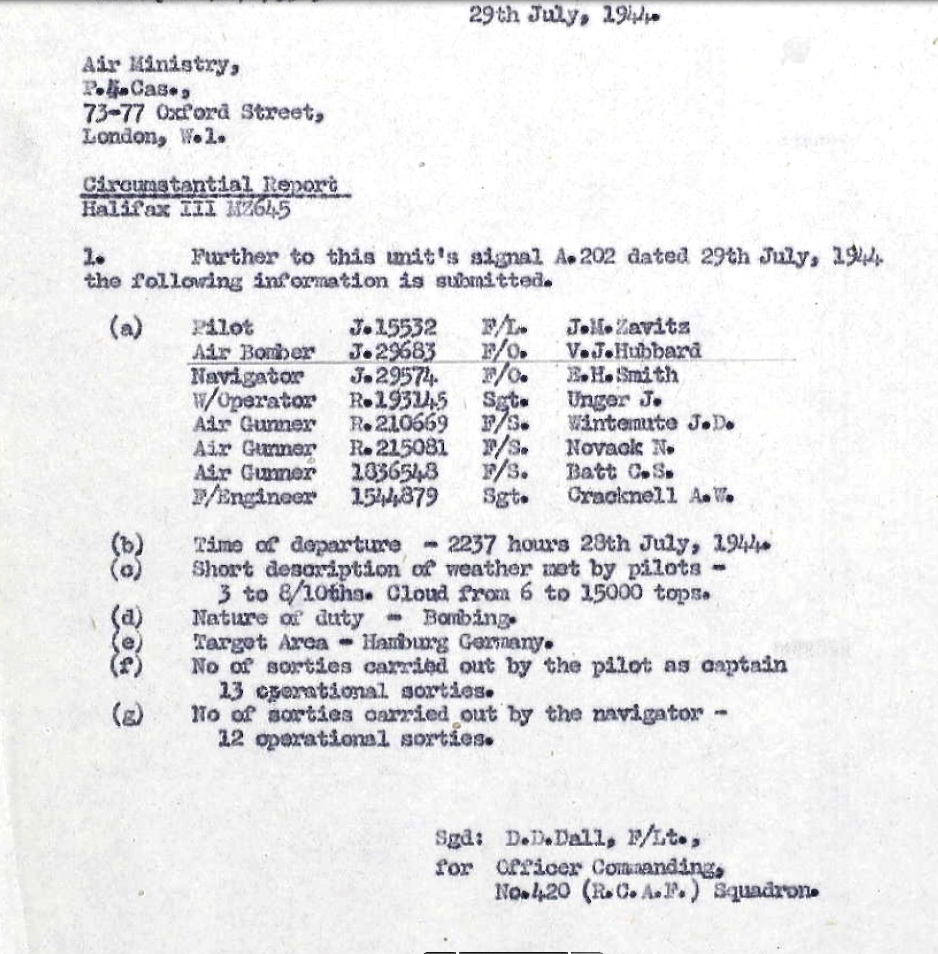 29th July, 1944.
Air Ministry,
P.4.Cas.,
73-77 Oxford Street,
London, W.1.
Circumstantial Report
Halifax III MZ645
1. Further to this unit's signal A.202 dated 29th July, 1944
the following information is submitted.
(a) Pilot J.15532 F/L. J.M.Zavitz
Air Bomber J.29683 F/O. V.J.Hubbard
Navigator J.29574 F/O. E.H.Smith
W/Operator R.193145 Sgt. Unger J.
Air Gunner R.210669 F/S. Wintemute J.D.
Air Gunner R.215081 F/S. Novack N.
Air Gunner 1836548 F/S. Batt C.S.
F/Engineer 1544879 Sgt. Cracknell A.W.
(b) Time of departure - 2237 hours 28th July, 1944.
(c) Short description of weather met by pilots -
3 to 8/10ths. Cloud from 6 to 15000 tops.
(d) Nature of duty - Bombing.
(e) Target Area - Hamburg Germany.
(f) No of sorties carried out by the pilot as captain
13 operational sorties.
(g) No of sorties carried out by the navigator -
12 operational sorties.
Sgd: D.D.Dall, F/Lt.,
for Officer Commanding,
No.420 (R.C.A.F.) Squadron.